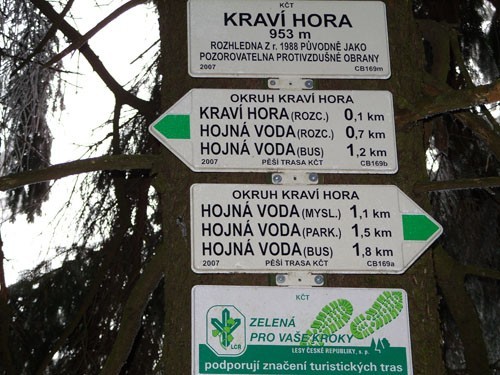 KČT
KRAVÍ HORA
953 m
ROZHLEDNA Z r. 1988 PŮVODNĚ JAKO
POZOROVATELNA PROTIVZDUŠNÉ OBRANY
2007 CB169m
OKRUH KRAVÍ HORA
KRAVÍ HORA (ROZC.) 0,1 km
HOJNÁ VODA (ROZC.) 0,7 km
HOJNÁ VODA (BUS) 1,2 km
2007 PĚŠÍ TRASA KČT CB169b
OKRUH KRAVÍ HORA
HOJNÁ VODA (MYSL.) 1,1 km
HOJNÁ VODA (PARK.) 1,5 km
HOJNÁ VODA (BUS) 1,8 km
2007 PĚŠÍ TRASA KČT CB169a
KČT
ZELENÁ
PRO VAŠE KROKY
LČR
LESY ČESKÉ REPUBLIKY, s. p.
podporují značení turistických tras